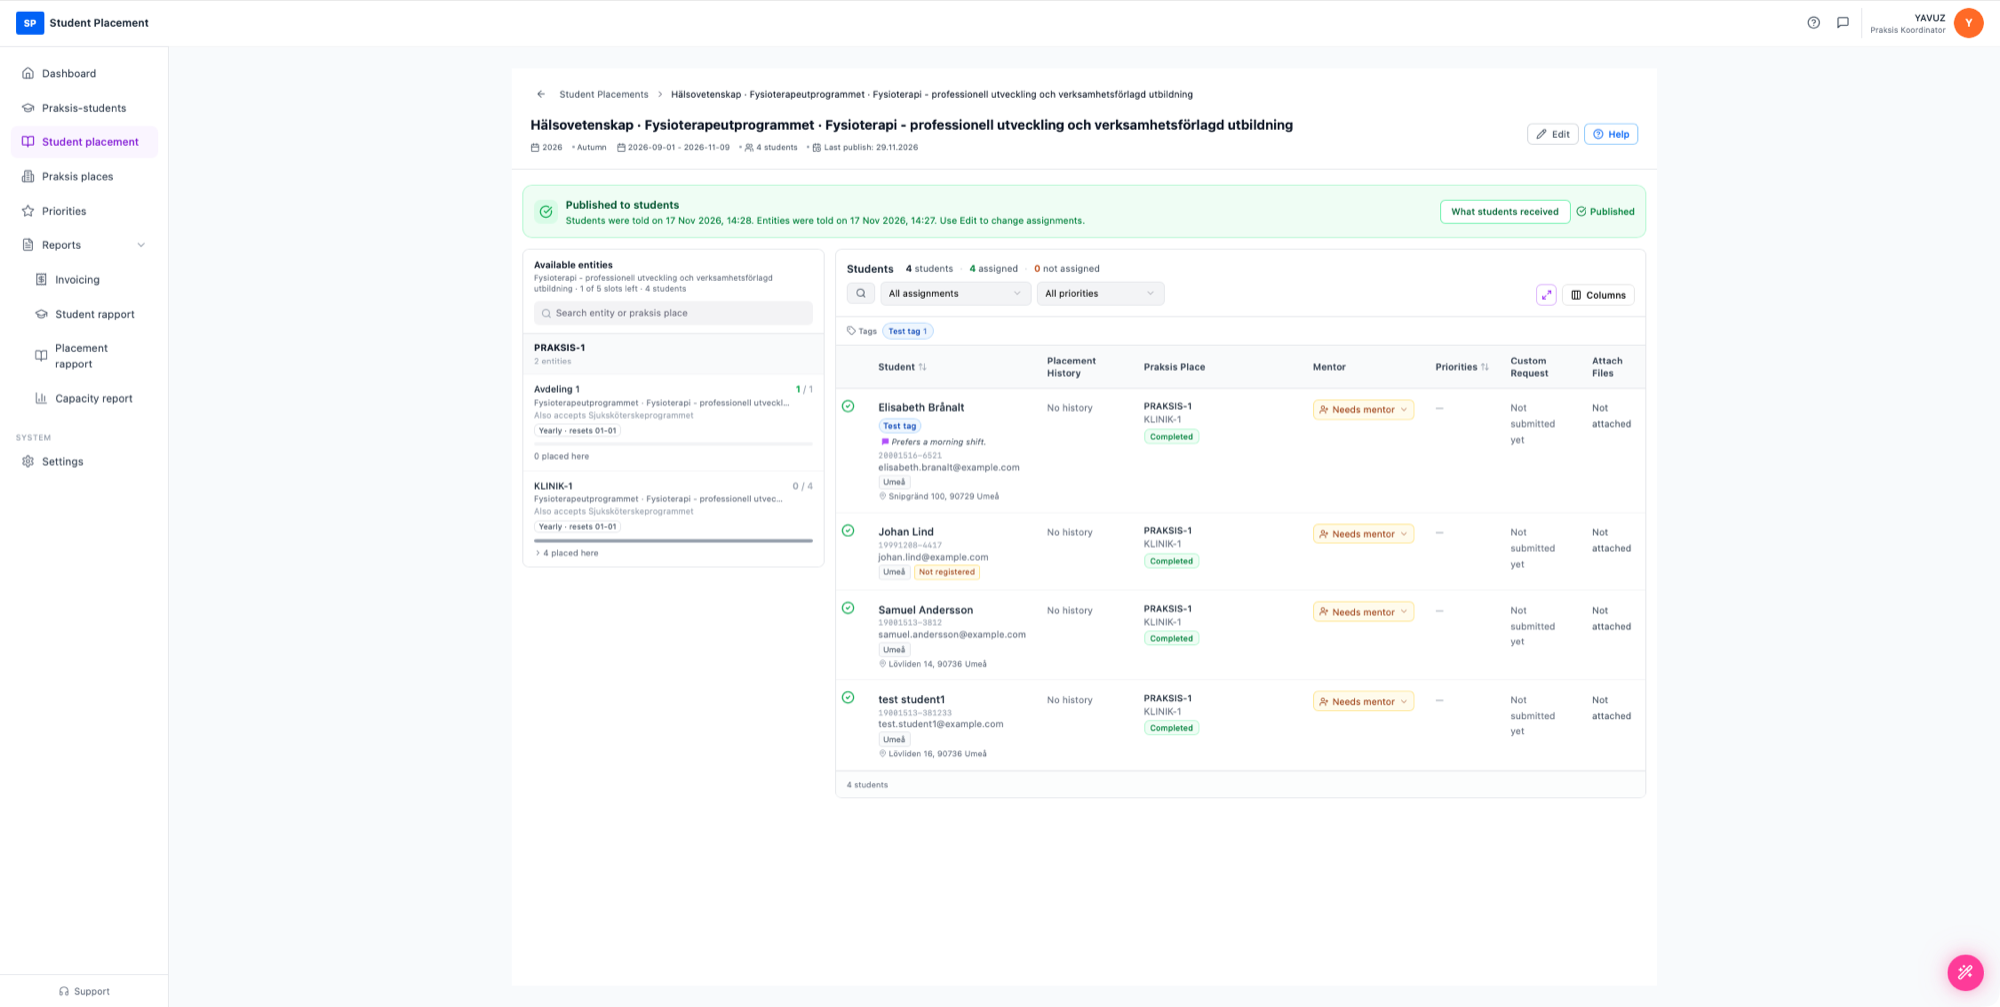 SP Student Placement
YAVUZ
Praksis Koordinator
Y
Dashboard
Praksis-students
Student placement
Praksis places
Priorities
Reports
Invoicing
Student rapport
Placement
rapport
Capacity report
SYSTEM
Settings
Support
Student Placements > Hälsovetenskap · Fysioterapeutprogrammet · Fysioterapi - professionell utveckling och verksamhetsförlagd utbildning
Hälsovetenskap · Fysioterapeutprogrammet · Fysioterapi - professionell utveckling och verksamhetsförlagd utbildning
2026 • Autumn 2026-09-01 - 2026-11-09 • 4 students • Last publish: 29.11.2026
Edit
Help
Published to students
Students were told on 17 Nov 2026, 14:28. Entities were told on 17 Nov 2026, 14:27. Use Edit to change assignments.
What students received
Published
Available entities
Fysioterapi - professionell utveckling och verksamhetsförlagd
utbildning · 1 of 5 slots left · 4 students
Search entity or praksis place
PRAKSIS-1
2 entities
Avdeling 1 1 / 1
Fysioterapeutprogrammet · Fysioterapi - professionell utveckl...
Also accepts Sjuksköterskeprogrammet
Yearly · resets 01-01
0 placed here
KLINIK-1 0 / 4
Fysioterapeutprogrammet · Fysioterapi - professionell utvec...
Also accepts Sjuksköterskeprogrammet
Yearly · resets 01-01
4 placed here
Students 4 students · 4 assigned · 0 not assigned
All assignments
All priorities
Columns
Tags Test tag 1
Student
Placement
History
Praksis Place
Mentor
Priorities
Custom
Request
Attach
Files
Elisabeth Brånalt
Test tag
Prefers a morning shift.
20001516-6521
elisabeth.branalt@example.com
Umeå
Snipgränd 100, 90729 Umeå
No history
PRAKSIS-1
KLINIK-1
Completed
Needs mentor
—
Not
submitted
yet
Not
attached
Johan Lind
19991208-4417
johan.lind@example.com
Umeå Not registered
No history
PRAKSIS-1
KLINIK-1
Completed
Needs mentor
—
Not
submitted
yet
Not
attached
Samuel Andersson
19001513-3812
samuel.andersson@example.com
Umeå
Lövliden 14, 90736 Umeå
No history
PRAKSIS-1
KLINIK-1
Completed
Needs mentor
—
Not
submitted
yet
Not
attached
test student1
19001513-381233
test.student1@example.com
Umeå
Lövliden 16, 90736 Umeå
No history
PRAKSIS-1
KLINIK-1
Completed
Needs mentor
—
Not
submitted
yet
Not
attached
4 students